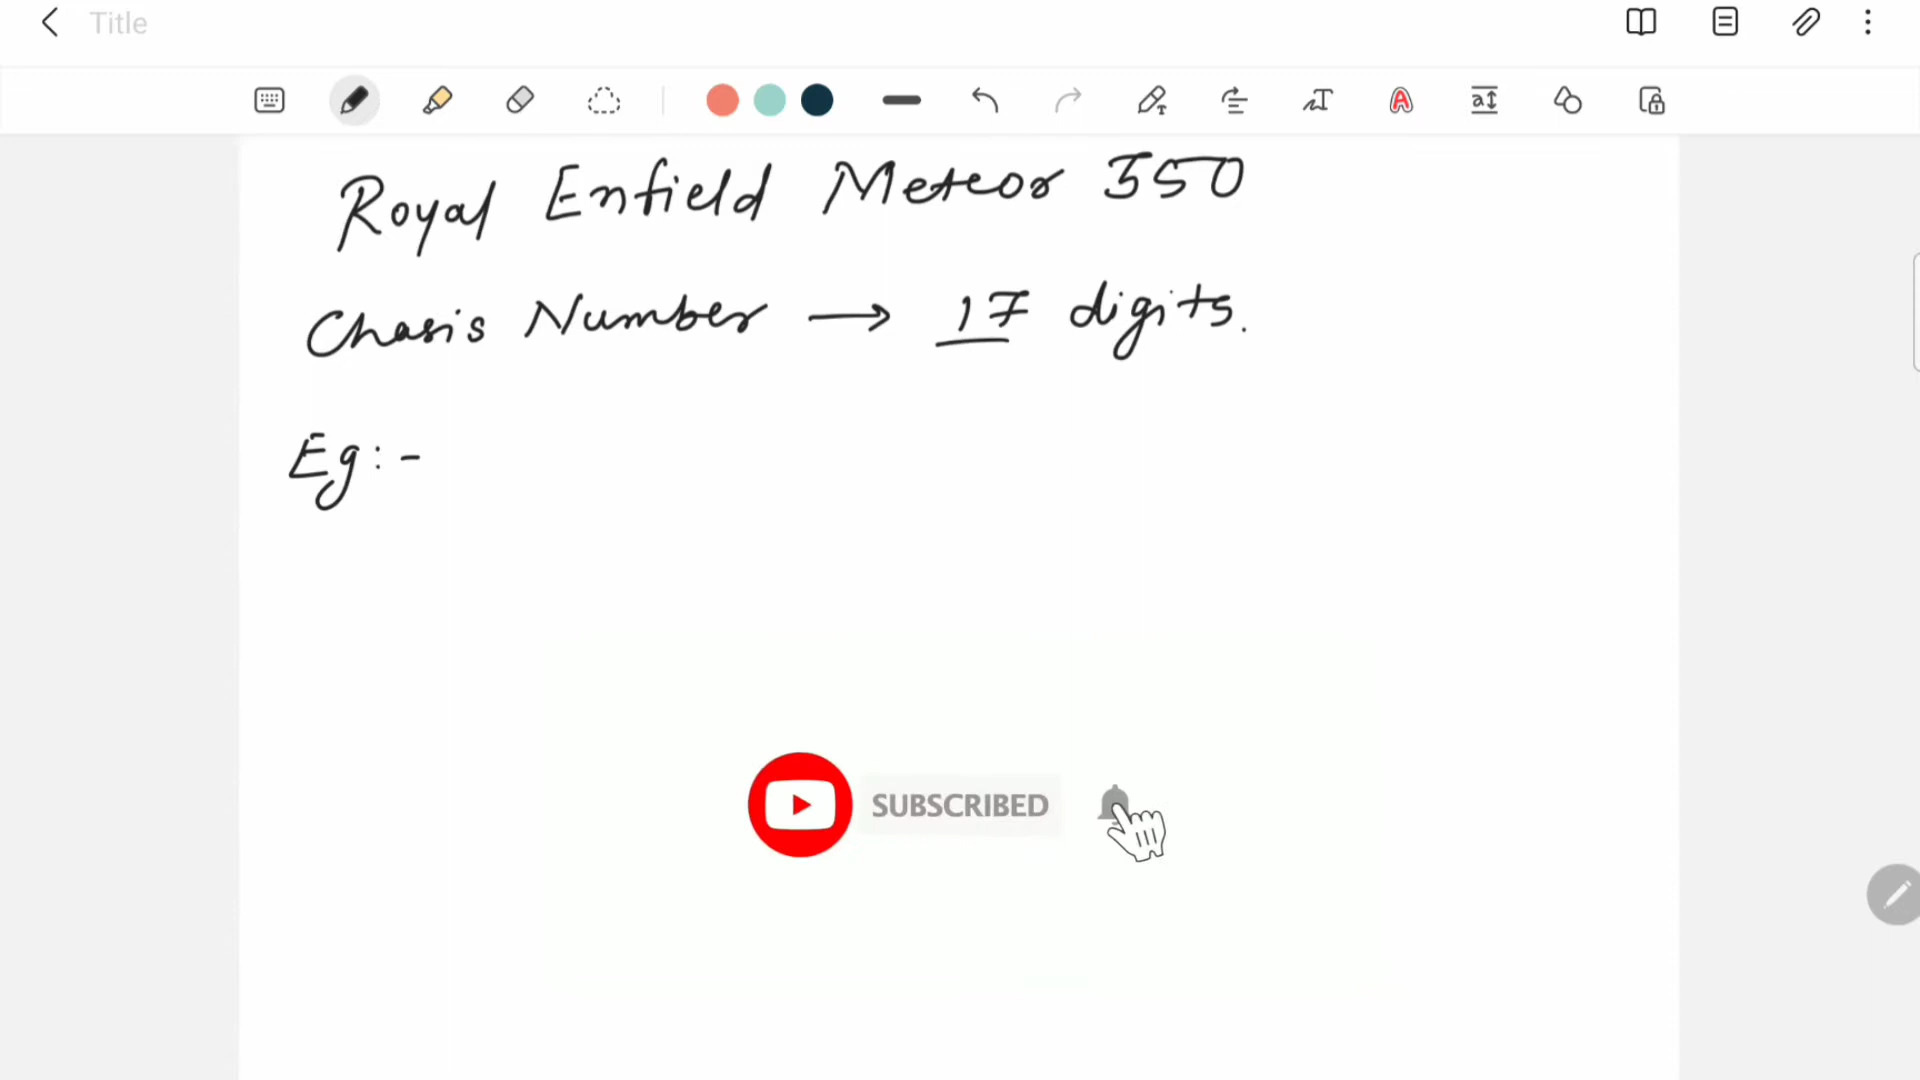 Title
Royal Enfield Meteor 350
Chasis Number → 17 digits.
Eg:-
SUBSCRIBED